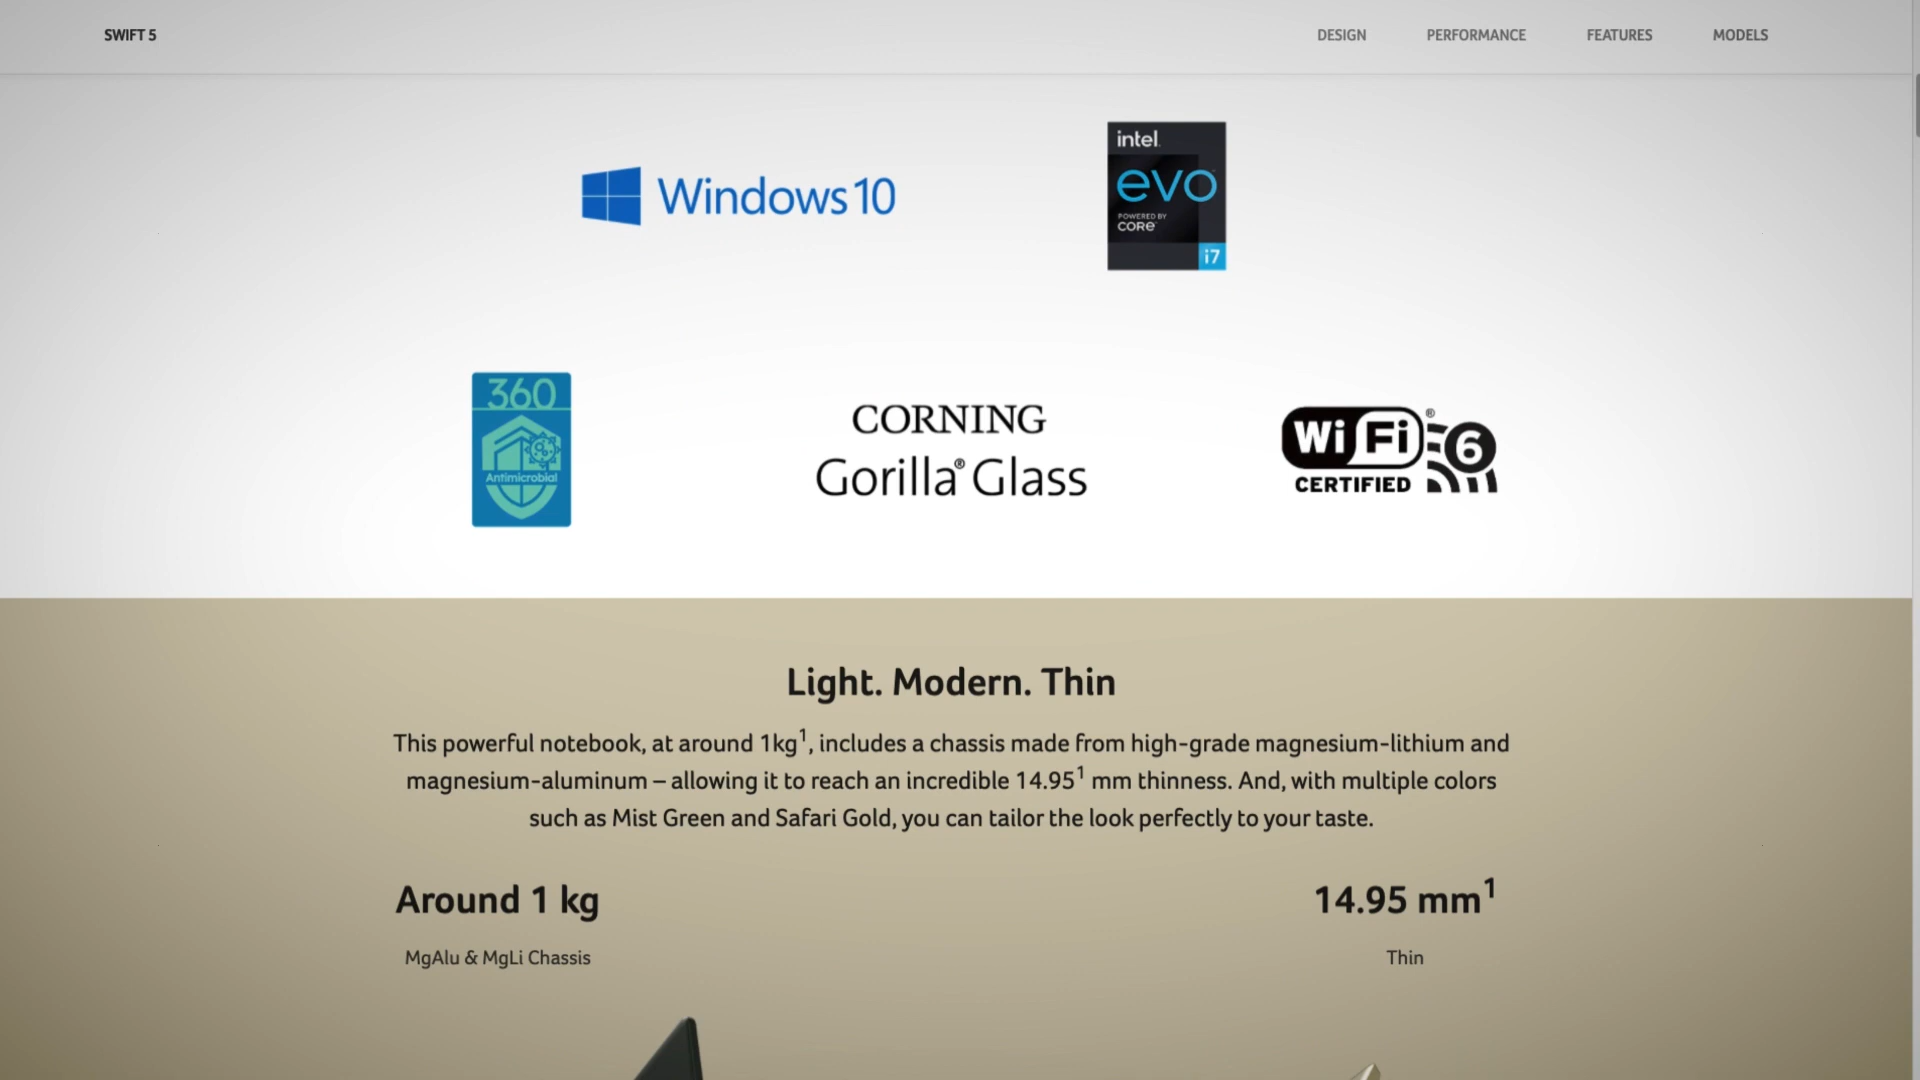 SWIFT 5
DESIGN
PERFORMANCE
FEATURES
MODELS
Windows 10
intel.
evo
POWERED BY
CORE
i7
360
Antimicrobial
CORNING
Gorilla® Glass
Wi Fi® 6
CERTIFIED
Light. Modern. Thin
This powerful notebook, at around 1kg¹, includes a chassis made from high-grade magnesium-lithium and
magnesium-aluminum – allowing it to reach an incredible 14.95¹ mm thinness. And, with multiple colors
such as Mist Green and Safari Gold, you can tailor the look perfectly to your taste.
Around 1 kg
14.95 mm¹
MgAlu & MgLi Chassis
Thin